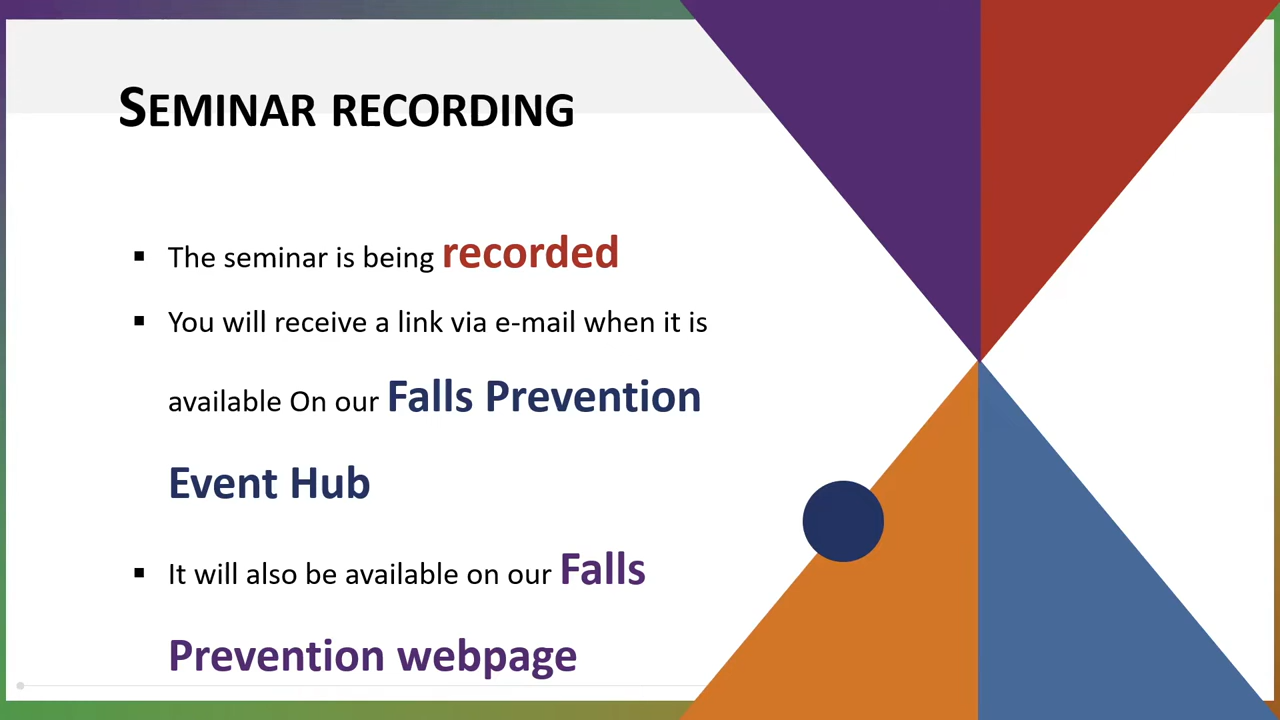 SEMINAR RECORDING
▪ The seminar is being recorded
▪ You will receive a link via e-mail when it is
available On our Falls Prevention
Event Hub
▪ It will also be available on our Falls
Prevention webpage